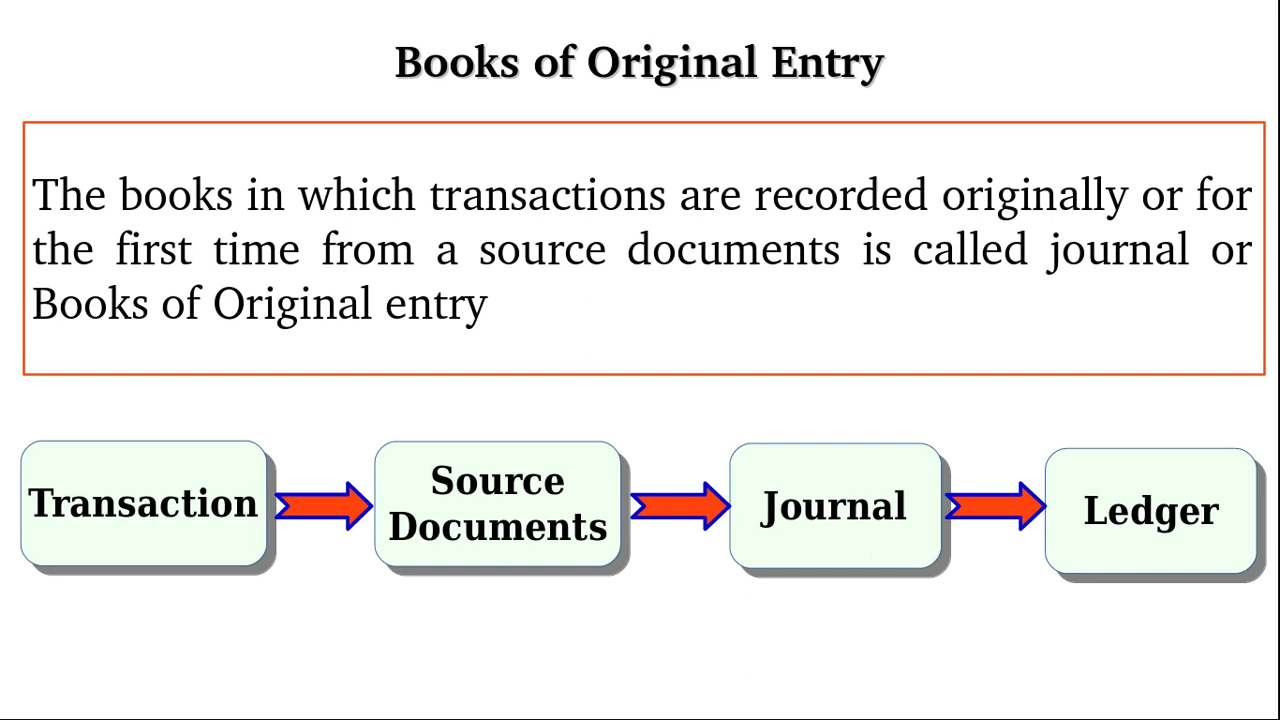 Books of Original Entry
The books in which transactions are recorded originally or for
the first time from a source documents is called journal or
Books of Original entry
Transaction
Source
Documents
Journal
Ledger